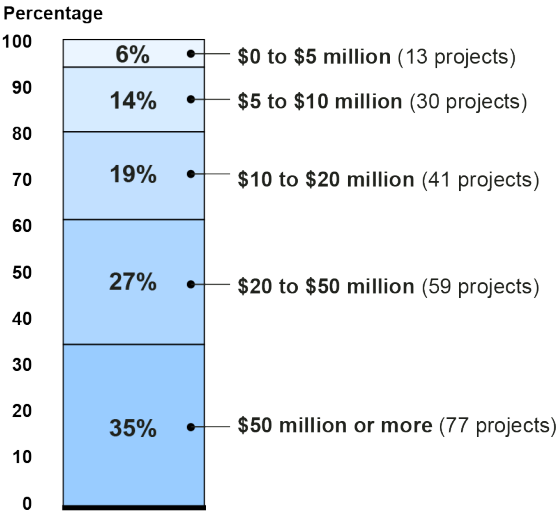 Percentage
100
6%
$0 to $5 million (13 projects)
90
14%
$5 to $10 million (30 projects)
80
19%
$10 to $20 million (41 projects)
70
60
50
27%
$20 to $50 million (59 projects)
40
30
20
35%
$50 million or more (77 projects)
10
0